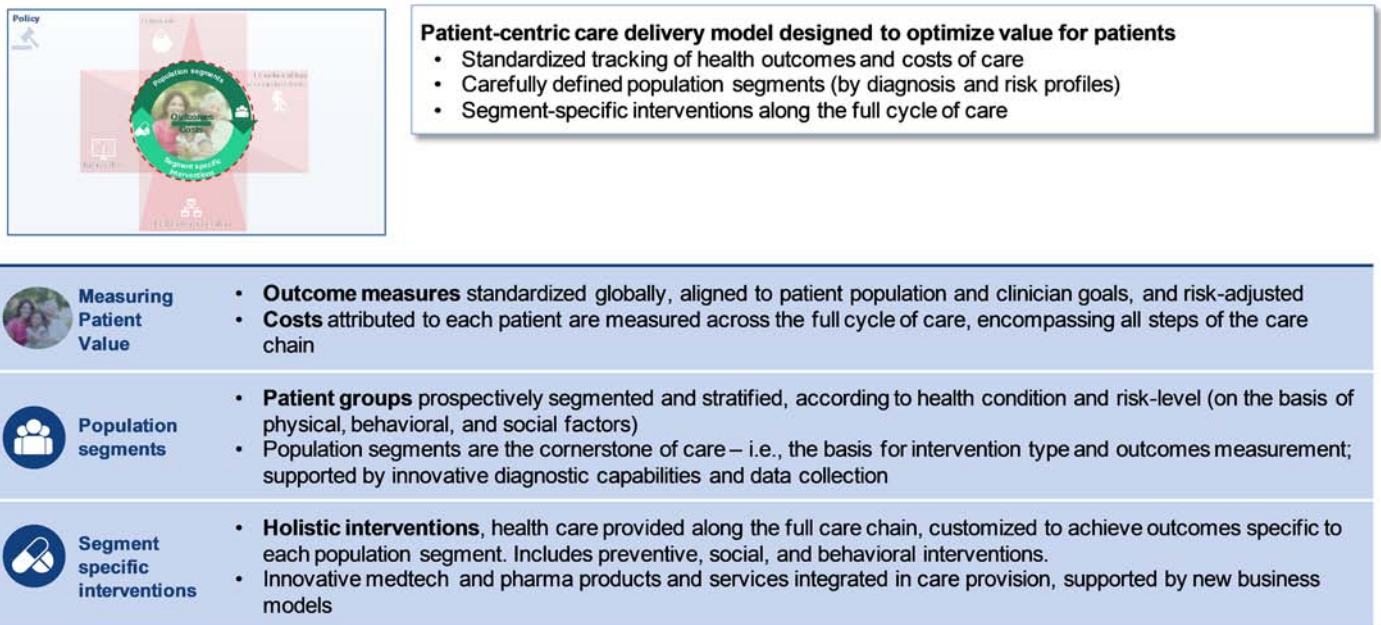 Policy
Population segments
Outcomes
Costs
Segment specific
interventions
Patient-centric care delivery model designed to optimize value for patients
• Standardized tracking of health outcomes and costs of care
• Carefully defined population segments (by diagnosis and risk profiles)
• Segment-specific interventions along the full cycle of care
Measuring
Patient
Value
• Outcome measures standardized globally, aligned to patient population and clinician goals, and risk-adjusted
• Costs attributed to each patient are measured across the full cycle of care, encompassing all steps of the care
chain
Population
segments
• Patient groups prospectively segmented and stratified, according to health condition and risk-level (on the basis of
physical, behavioral, and social factors)
• Population segments are the cornerstone of care – i.e., the basis for intervention type and outcomes measurement;
supported by innovative diagnostic capabilities and data collection
Segment
specific
interventions
• Holistic interventions, health care provided along the full care chain, customized to achieve outcomes specific to
each population segment. Includes preventive, social, and behavioral interventions.
• Innovative medtech and pharma products and services integrated in care provision, supported by new business
models